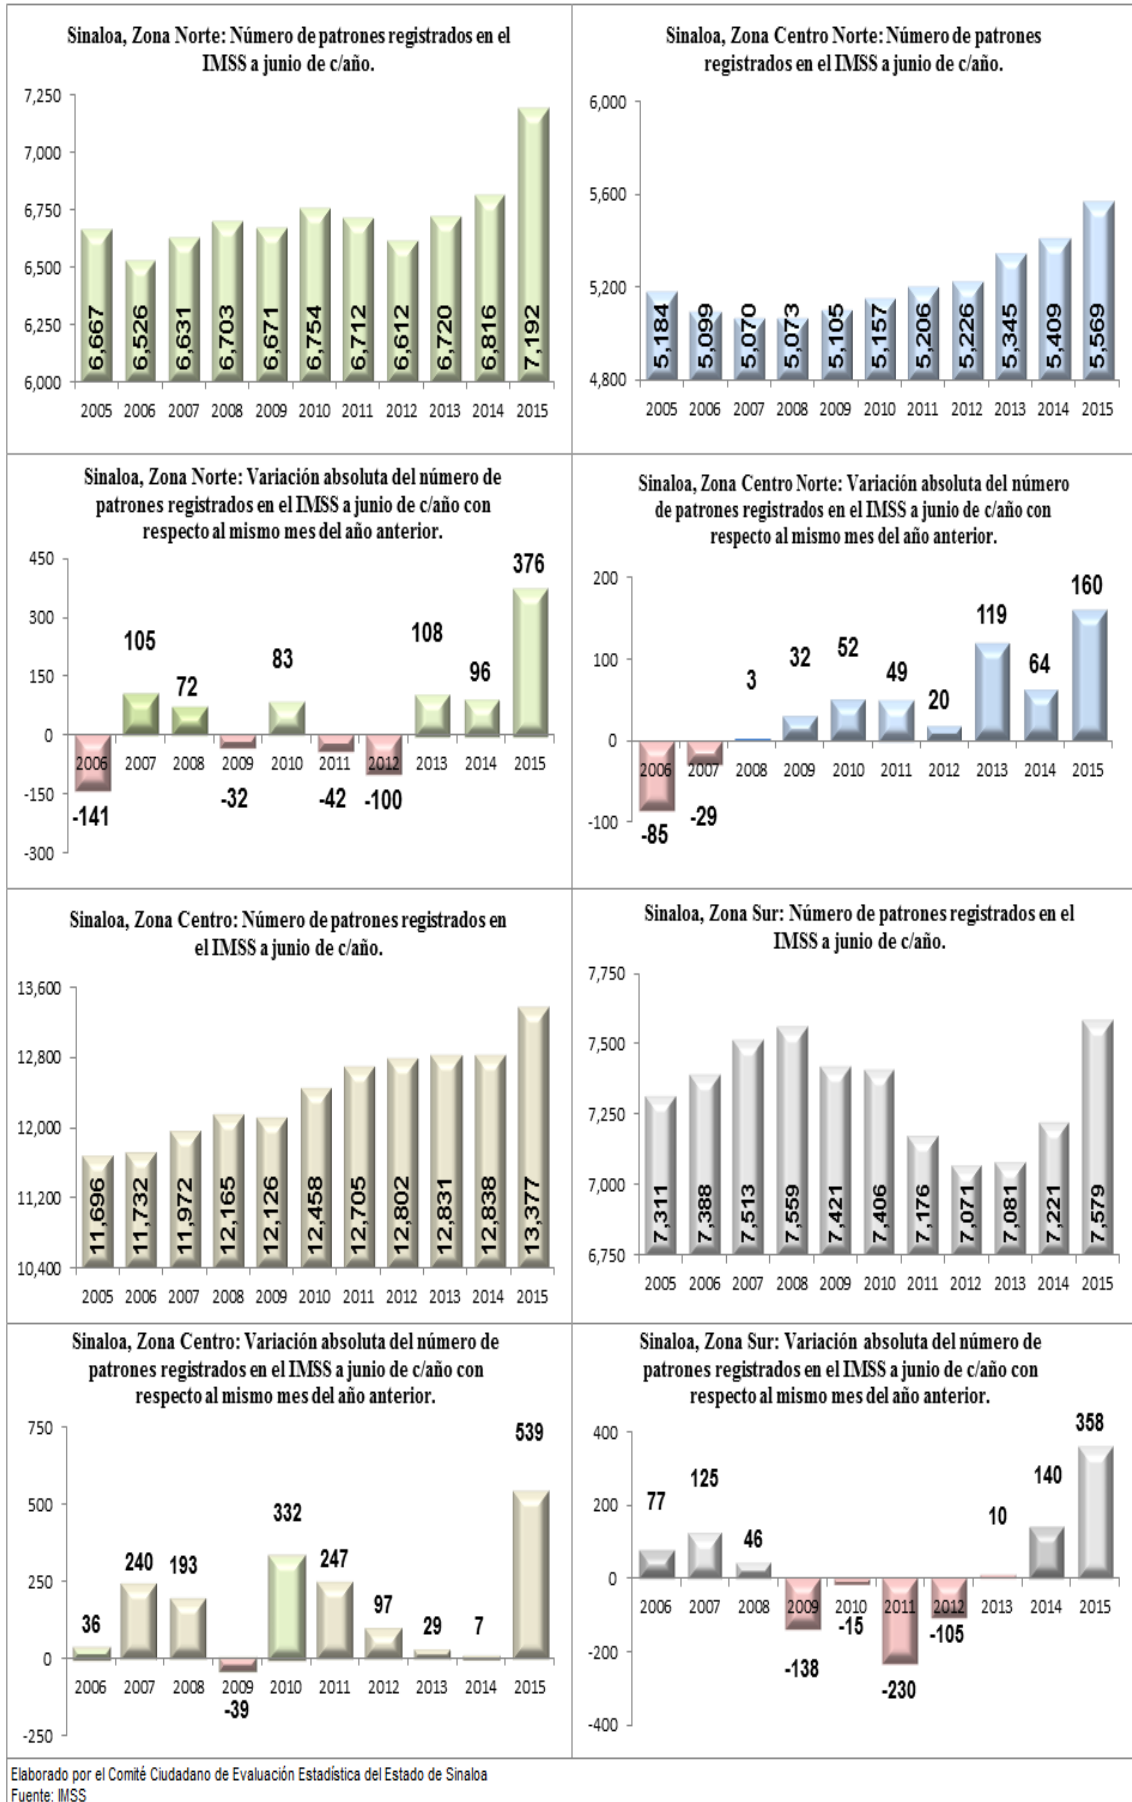 Sinaloa, Zona Norte: Número de patrones registrados en el
IMSS a junio de c/año.
7,250
7,000
6,750
6,500
6,250
6,000
6,667 6,526 6,631 6,703 6,671 6,754 6,712 6,612 6,720 6,816 7,192
2005 2006 2007 2008 2009 2010 2011 2012 2013 2014 2015
Sinaloa, Zona Centro Norte: Número de patrones
registrados en el IMSS a junio de c/año.
6,000
5,600
5,200
4,800
5,184 5,099 5,070 5,073 5,105 5,157 5,206 5,226 5,345 5,409 5,569
2005 2006 2007 2008 2009 2010 2011 2012 2013 2014 2015
Sinaloa, Zona Norte: Variación absoluta del número de
patrones registrados en el IMSS a junio de c/año con
respecto al mismo mes del año anterior.
450
300
150
0
-150
-300
-141 105 72 -32 83 -42 -100 108 96 376
2006 2007 2008 2009 2010 2011 2012 2013 2014 2015
Sinaloa, Zona Centro Norte: Variación absoluta del número
de patrones registrados en el IMSS a junio de c/año con
respecto al mismo mes del año anterior.
200
100
0
-100
-85 -29 3 32 52 49 20 119 64 160
2006 2007 2008 2009 2010 2011 2012 2013 2014 2015
Sinaloa, Zona Centro: Número de patrones registrados en
el IMSS a junio de c/año.
13,600
12,800
12,000
11,200
10,400
11,696 11,732 11,972 12,165 12,126 12,458 12,705 12,802 12,831 12,838 13,377
2005 2006 2007 2008 2009 2010 2011 2012 2013 2014 2015
Sinaloa, Zona Sur: Número de patrones registrados en el
IMSS a junio de c/año.
7,750
7,500
7,250
7,000
6,750
7,311 7,388 7,513 7,559 7,421 7,406 7,176 7,071 7,081 7,221 7,579
2005 2006 2007 2008 2009 2010 2011 2012 2013 2014 2015
Sinaloa, Zona Centro: Variación absoluta del número de
patrones registrados en el IMSS a junio de c/año con
respecto al mismo mes del año anterior.
750
500
250
0
-250
36 240 193 -39 332 247 97 29 7 539
2006 2007 2008 2009 2010 2011 2012 2013 2014 2015
Sinaloa, Zona Sur: Variación absoluta del número de
patrones registrados en el IMSS a junio de c/año con
respecto al mismo mes del año anterior.
400
200
0
-200
-400
77 125 46 -138 -15 -230 -105 10 140 358
2006 2007 2008 2009 2010 2011 2012 2013 2014 2015
Elaborado por el Comité Ciudadano de Evaluación Estadística del Estado de Sinaloa
Fuente: IMSS